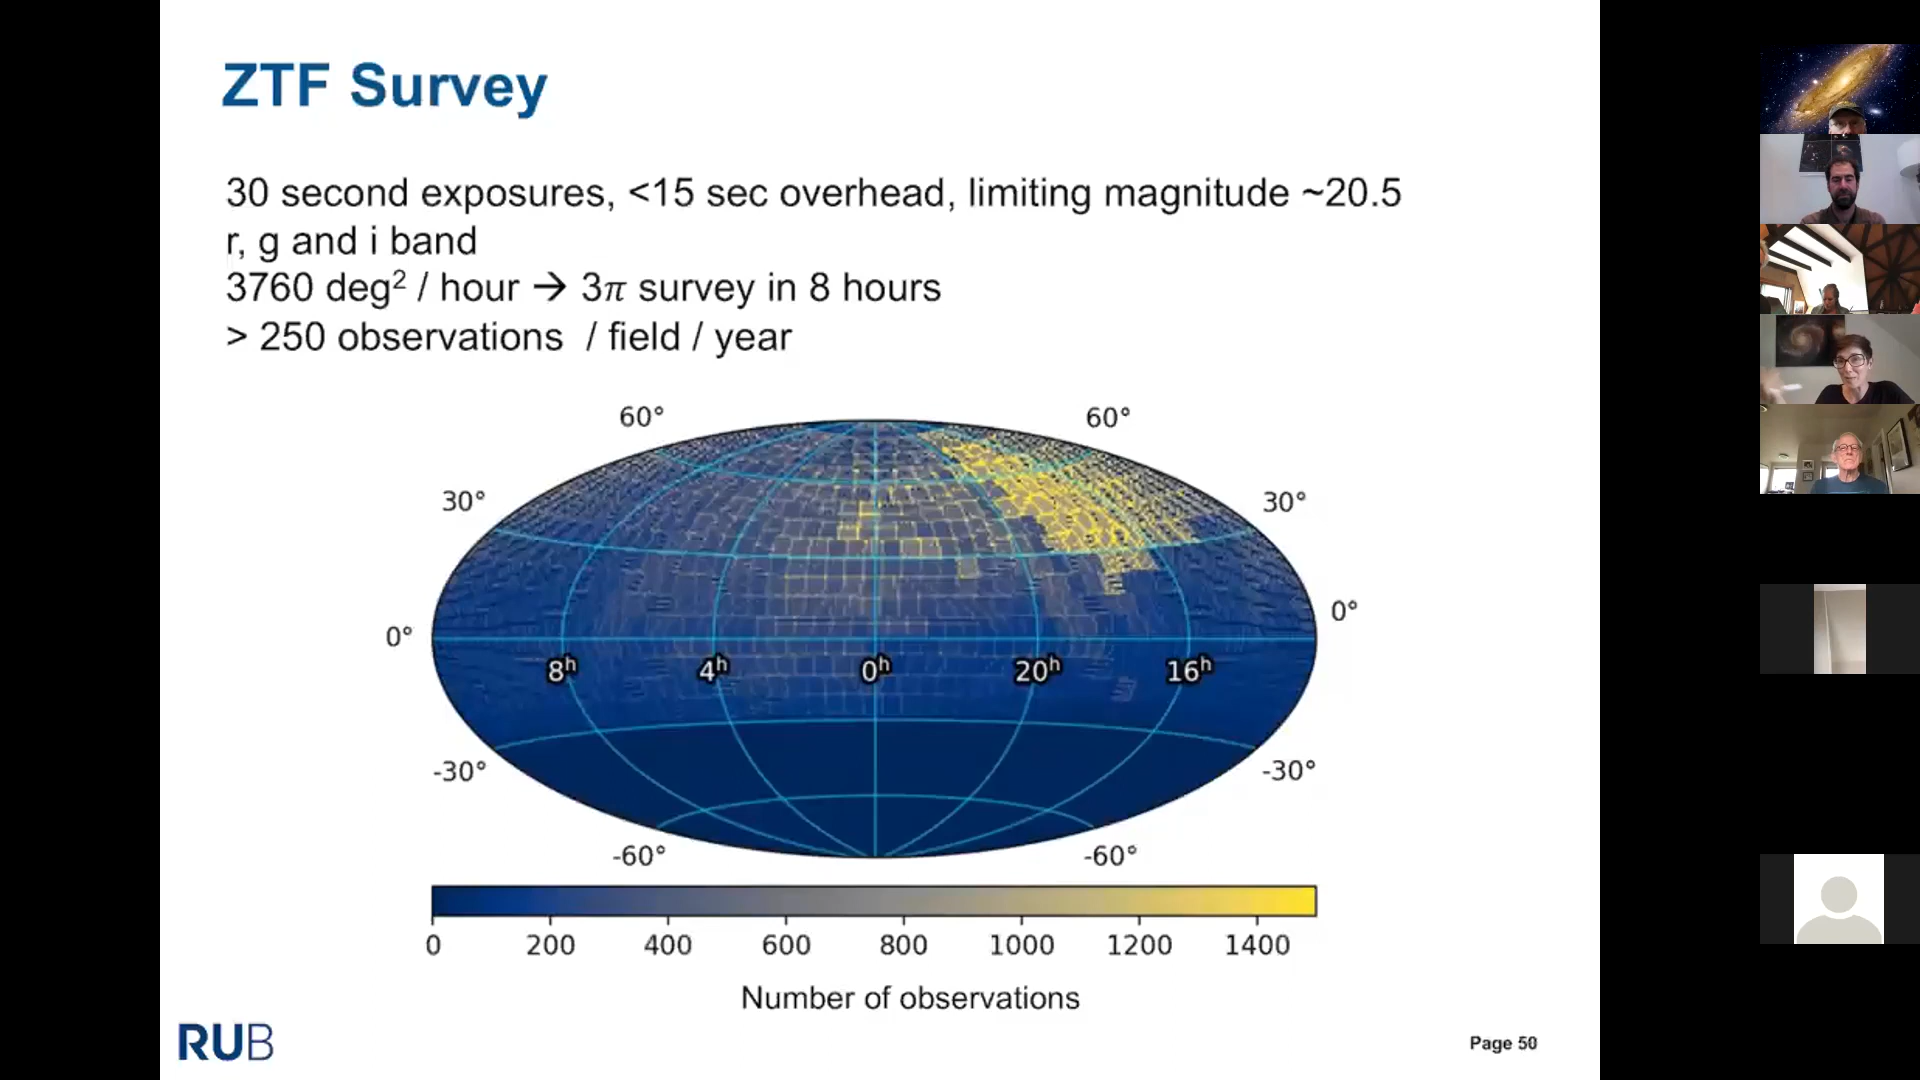 ZTF Survey
30 second exposures, <15 sec overhead, limiting magnitude ~20.5
r, g and i band
3760 deg² / hour → 3π survey in 8 hours
> 250 observations / field / year
60° 60°
30° 30°
0° 0°
8ʰ 4ʰ 0ʰ 20ʰ 16ʰ
-30° -30°
-60° -60°
0 200 400 600 800 1000 1200 1400
Number of observations
RUB
Page 50